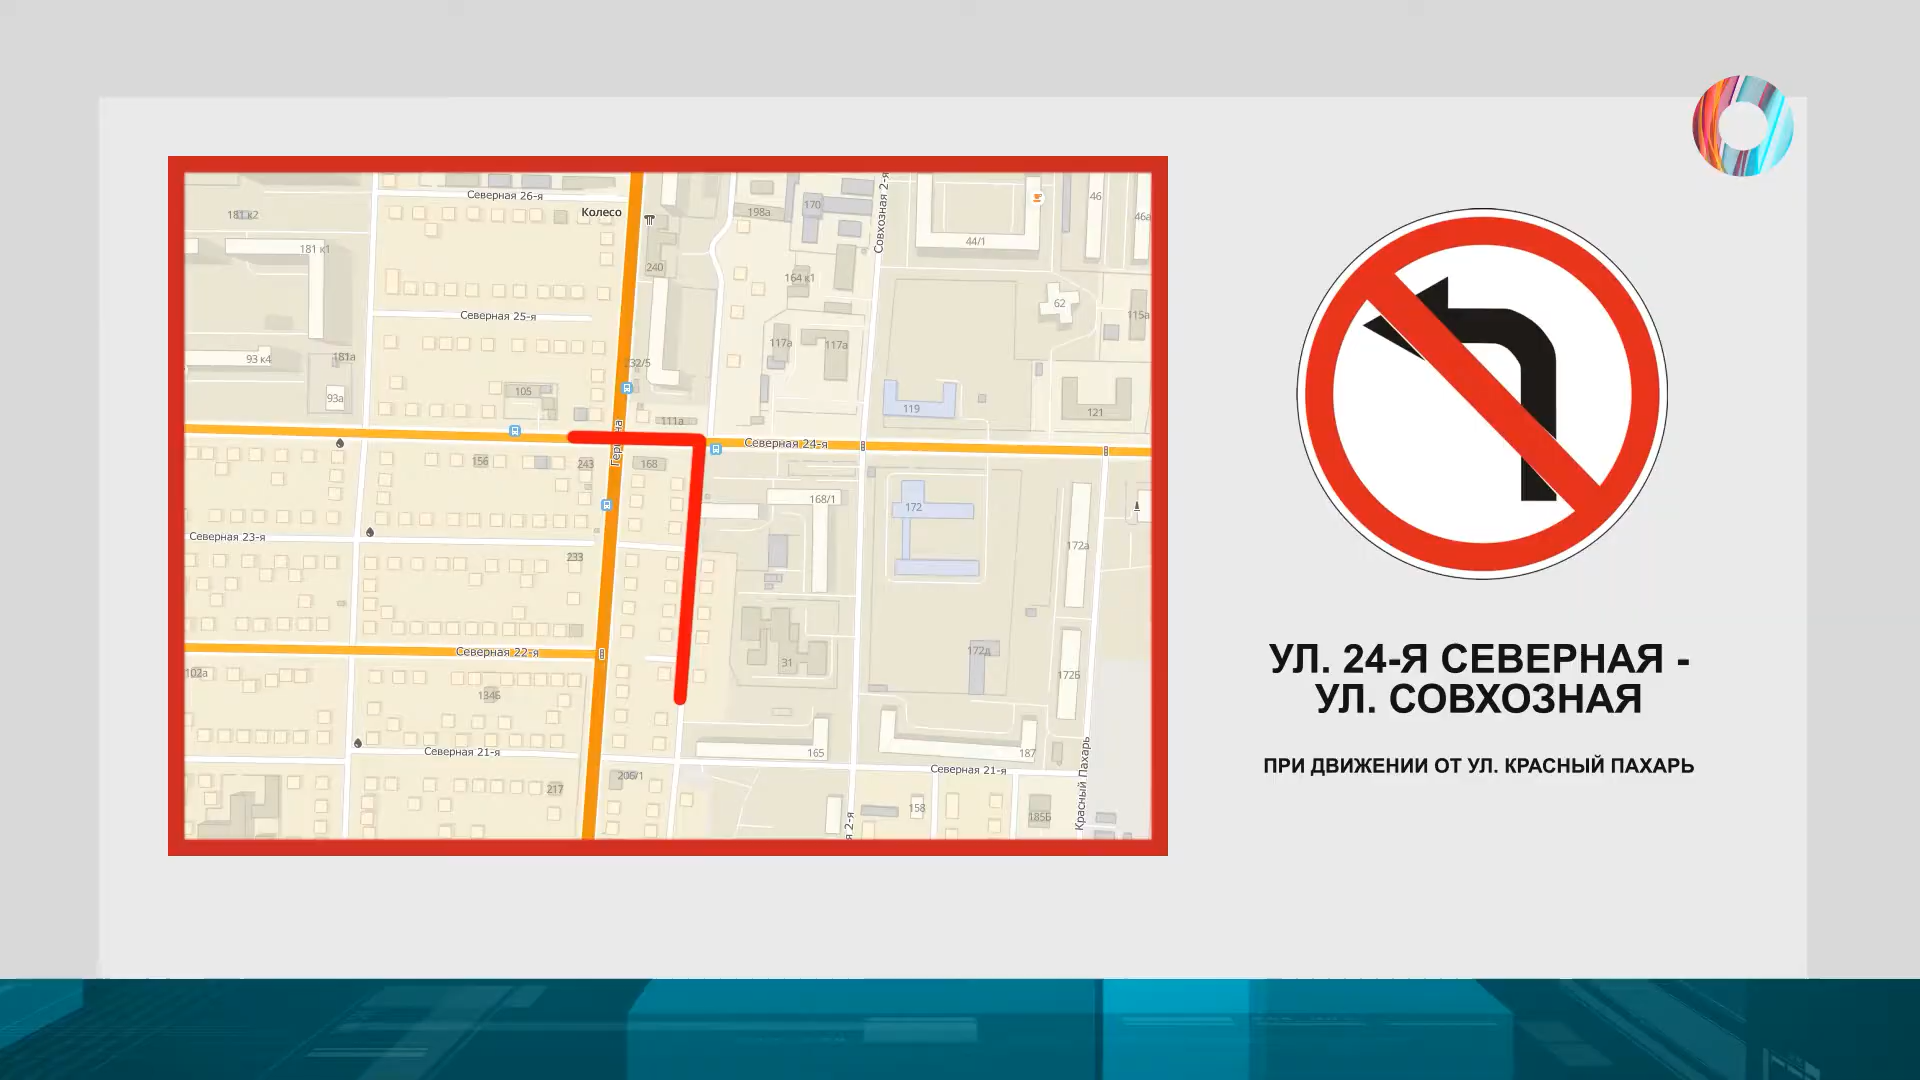 Северная 26-я
Колесо
Совхозная 2-я
181 к2
198а
170
46
46а
44/1
181 к1
240
164 к1
62
115а
Северная 25-я
117а
117а
93 к4
181а
232/5
93а
105
119
121
111а
Герцена
Северная 24-я
156
243
168
168/1
172
Северная 23-я
233
172а
Северная 22-я
31
172д
102а
134Б
172Б
Северная 21-я
165
187
Северная 21-я
206/1
217
158
185Б
Красный Пахарь
я 2-я
УЛ. 24-Я СЕВЕРНАЯ -
УЛ. СОВХОЗНАЯ
ПРИ ДВИЖЕНИИ ОТ УЛ. КРАСНЫЙ ПАХАРЬ